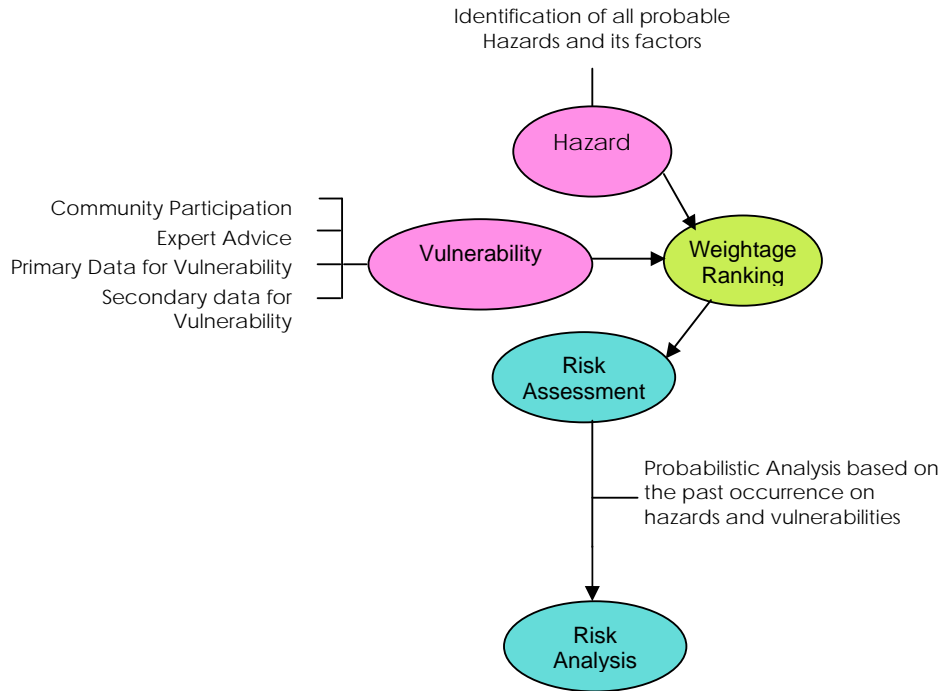 Identification of all probable
Hazards and its factors
Hazard
Community Participation
Expert Advice
Primary Data for Vulnerability
Secondary data for
Vulnerability
Vulnerability
Weightage
Ranking
Risk
Assessment
Probabilistic Analysis based on
the past occurrence on
hazards and vulnerabilities
Risk
Analysis